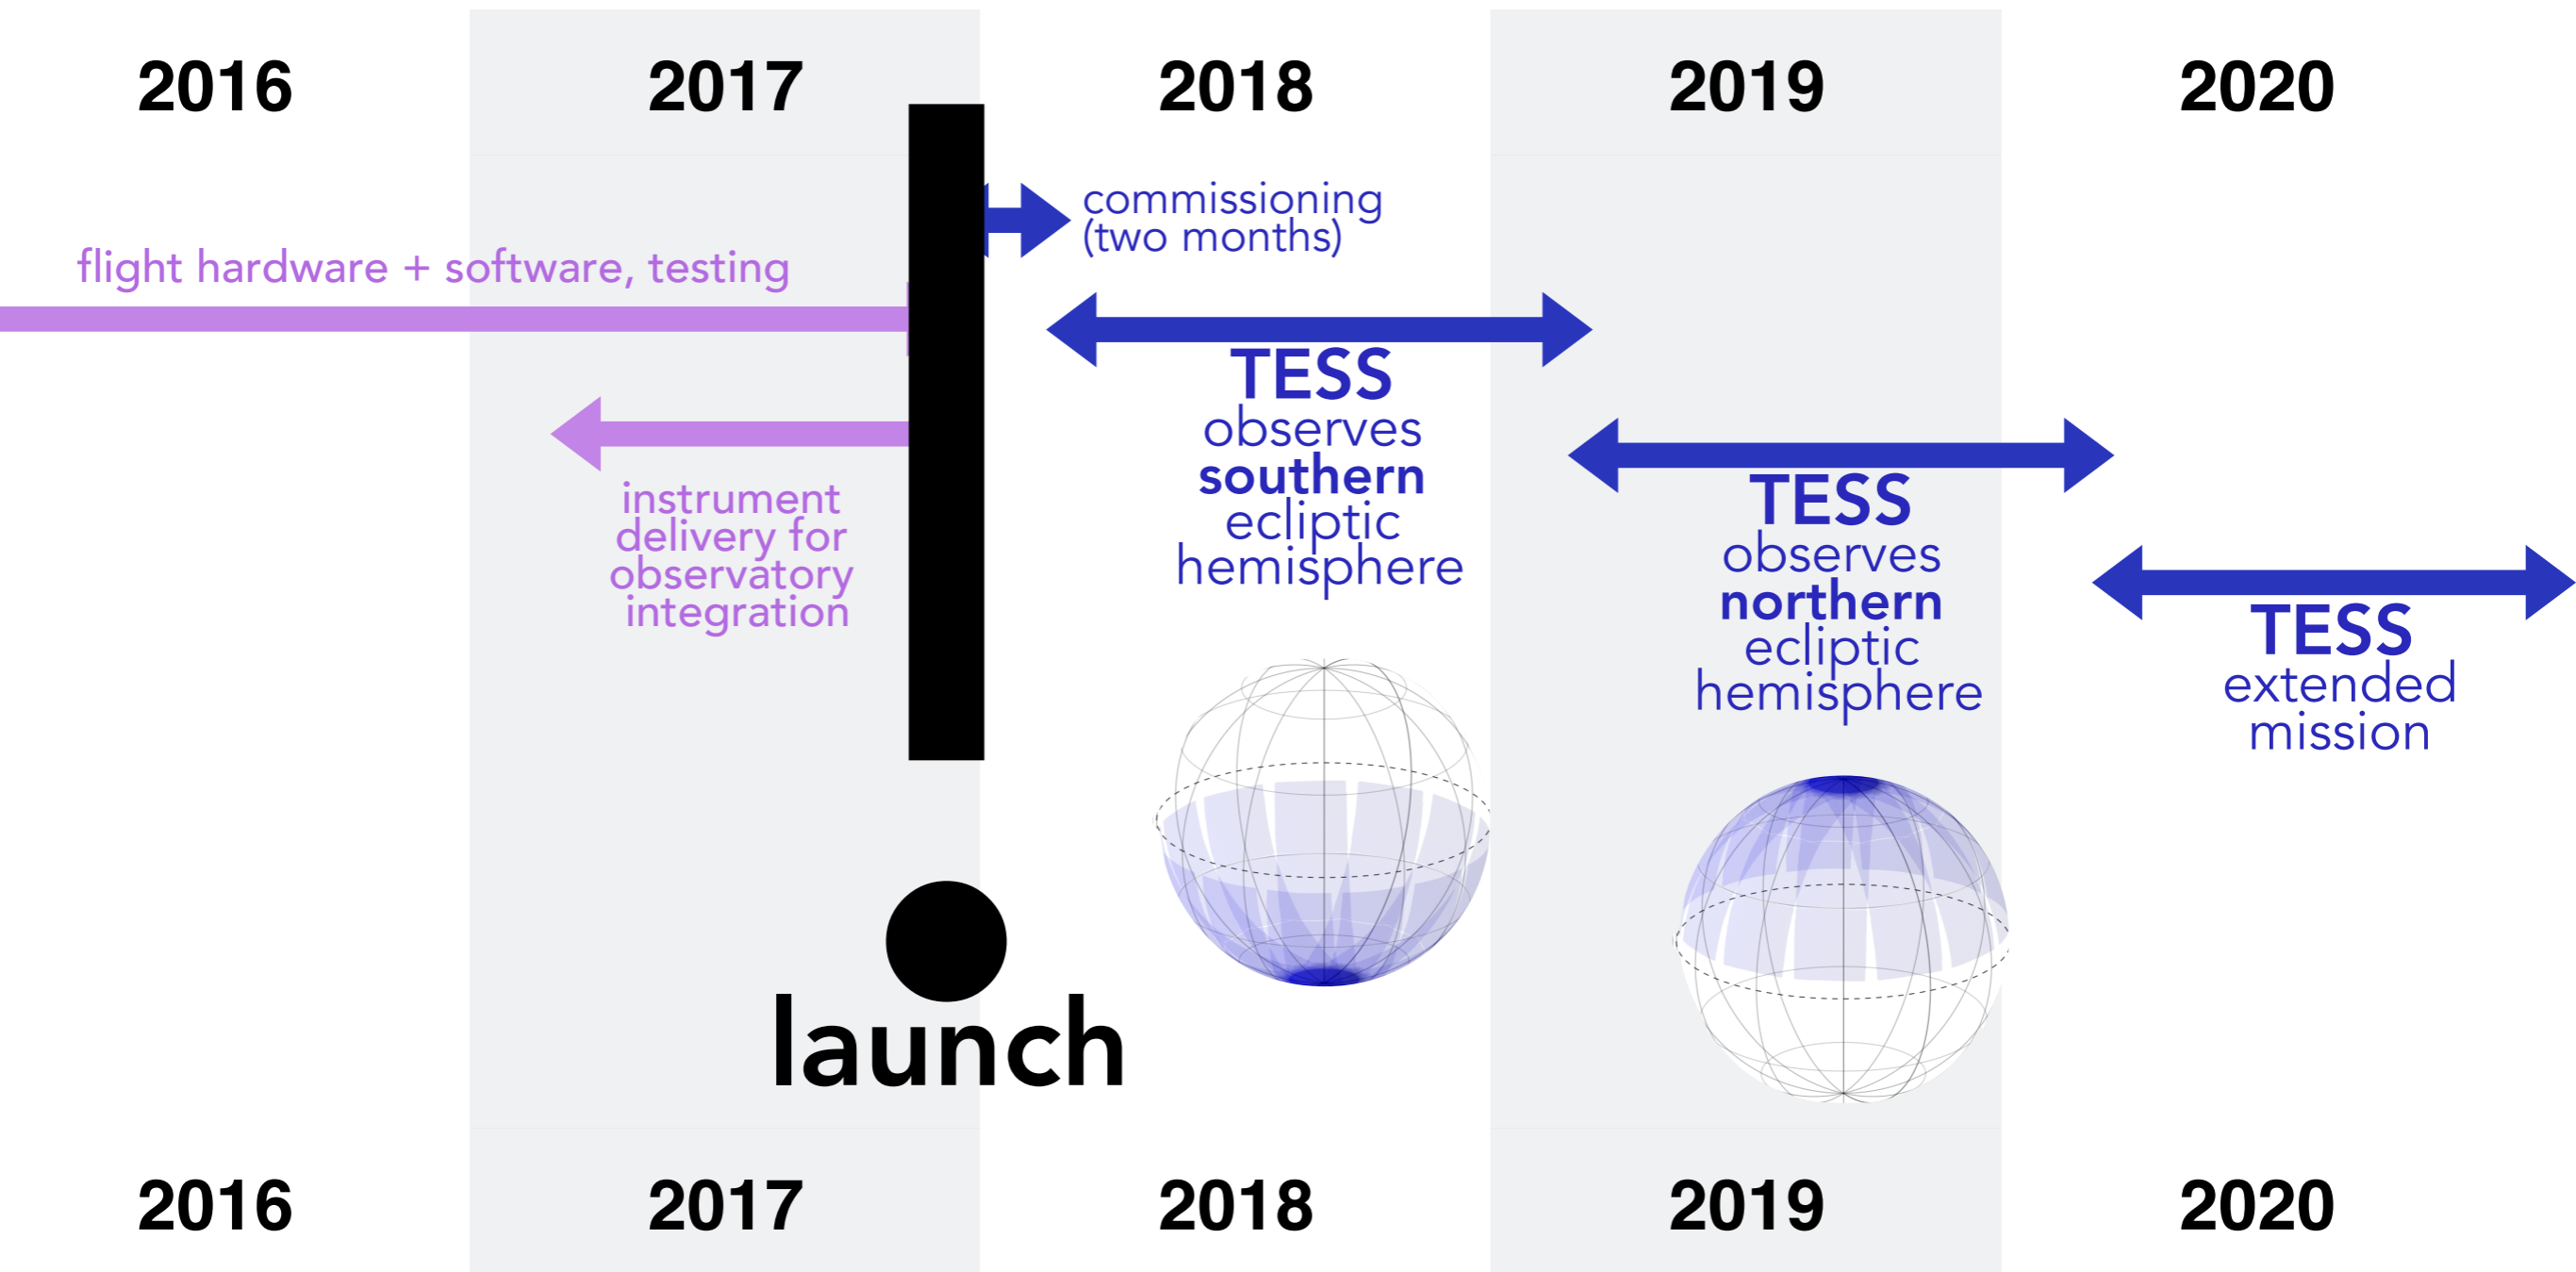 2016
2017
2018
2019
2020
commissioning
(two months)
flight hardware + software, testing
TESS
observes
southern
ecliptic
hemisphere
instrument
delivery for
observatory
integration
TESS
observes
northern
ecliptic
hemisphere
TESS
extended
mission
launch
2016
2017
2018
2019
2020